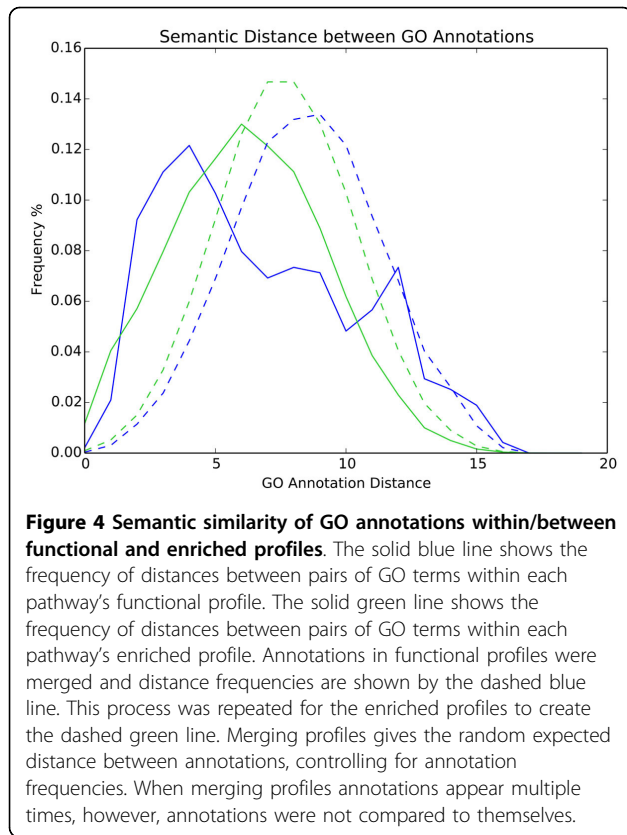 Semantic Distance between GO Annotations
0.16
0.14
0.12
0.10
0.08
0.06
0.04
0.02
0.00
Frequency %
0 5 10 15 20
GO Annotation Distance
Figure 4 Semantic similarity of GO annotations within/between
functional and enriched profiles. The solid blue line shows the
frequency of distances between pairs of GO terms within each
pathway's functional profile. The solid green line shows the
frequency of distances between pairs of GO terms within each
pathway's enriched profile. Annotations in functional profiles were
merged and distance frequencies are shown by the dashed blue
line. This process was repeated for the enriched profiles to create
the dashed green line. Merging profiles gives the random expected
distance between annotations, controlling for annotation
frequencies. When merging profiles annotations appear multiple
times, however, annotations were not compared to themselves.